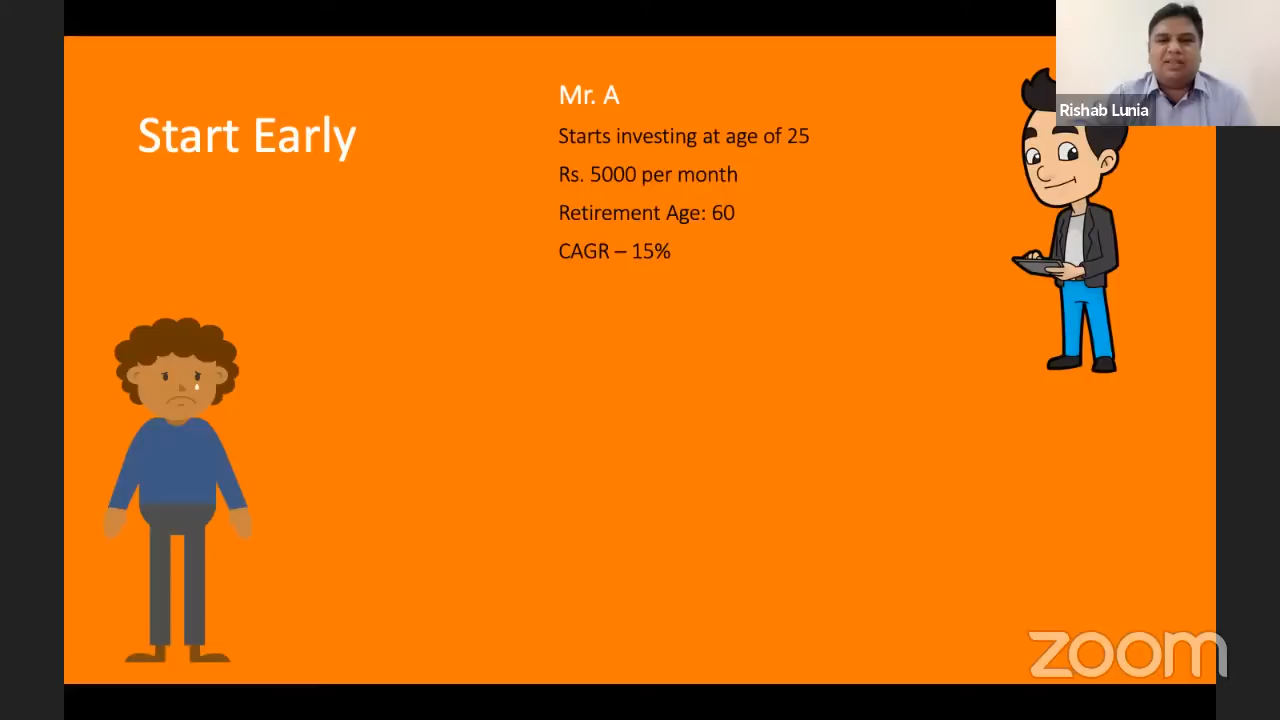 Start Early
Mr. A
Starts investing at age of 25
Rs. 5000 per month
Retirement Age: 60
CAGR – 15%
Rishab Lunia
zoom